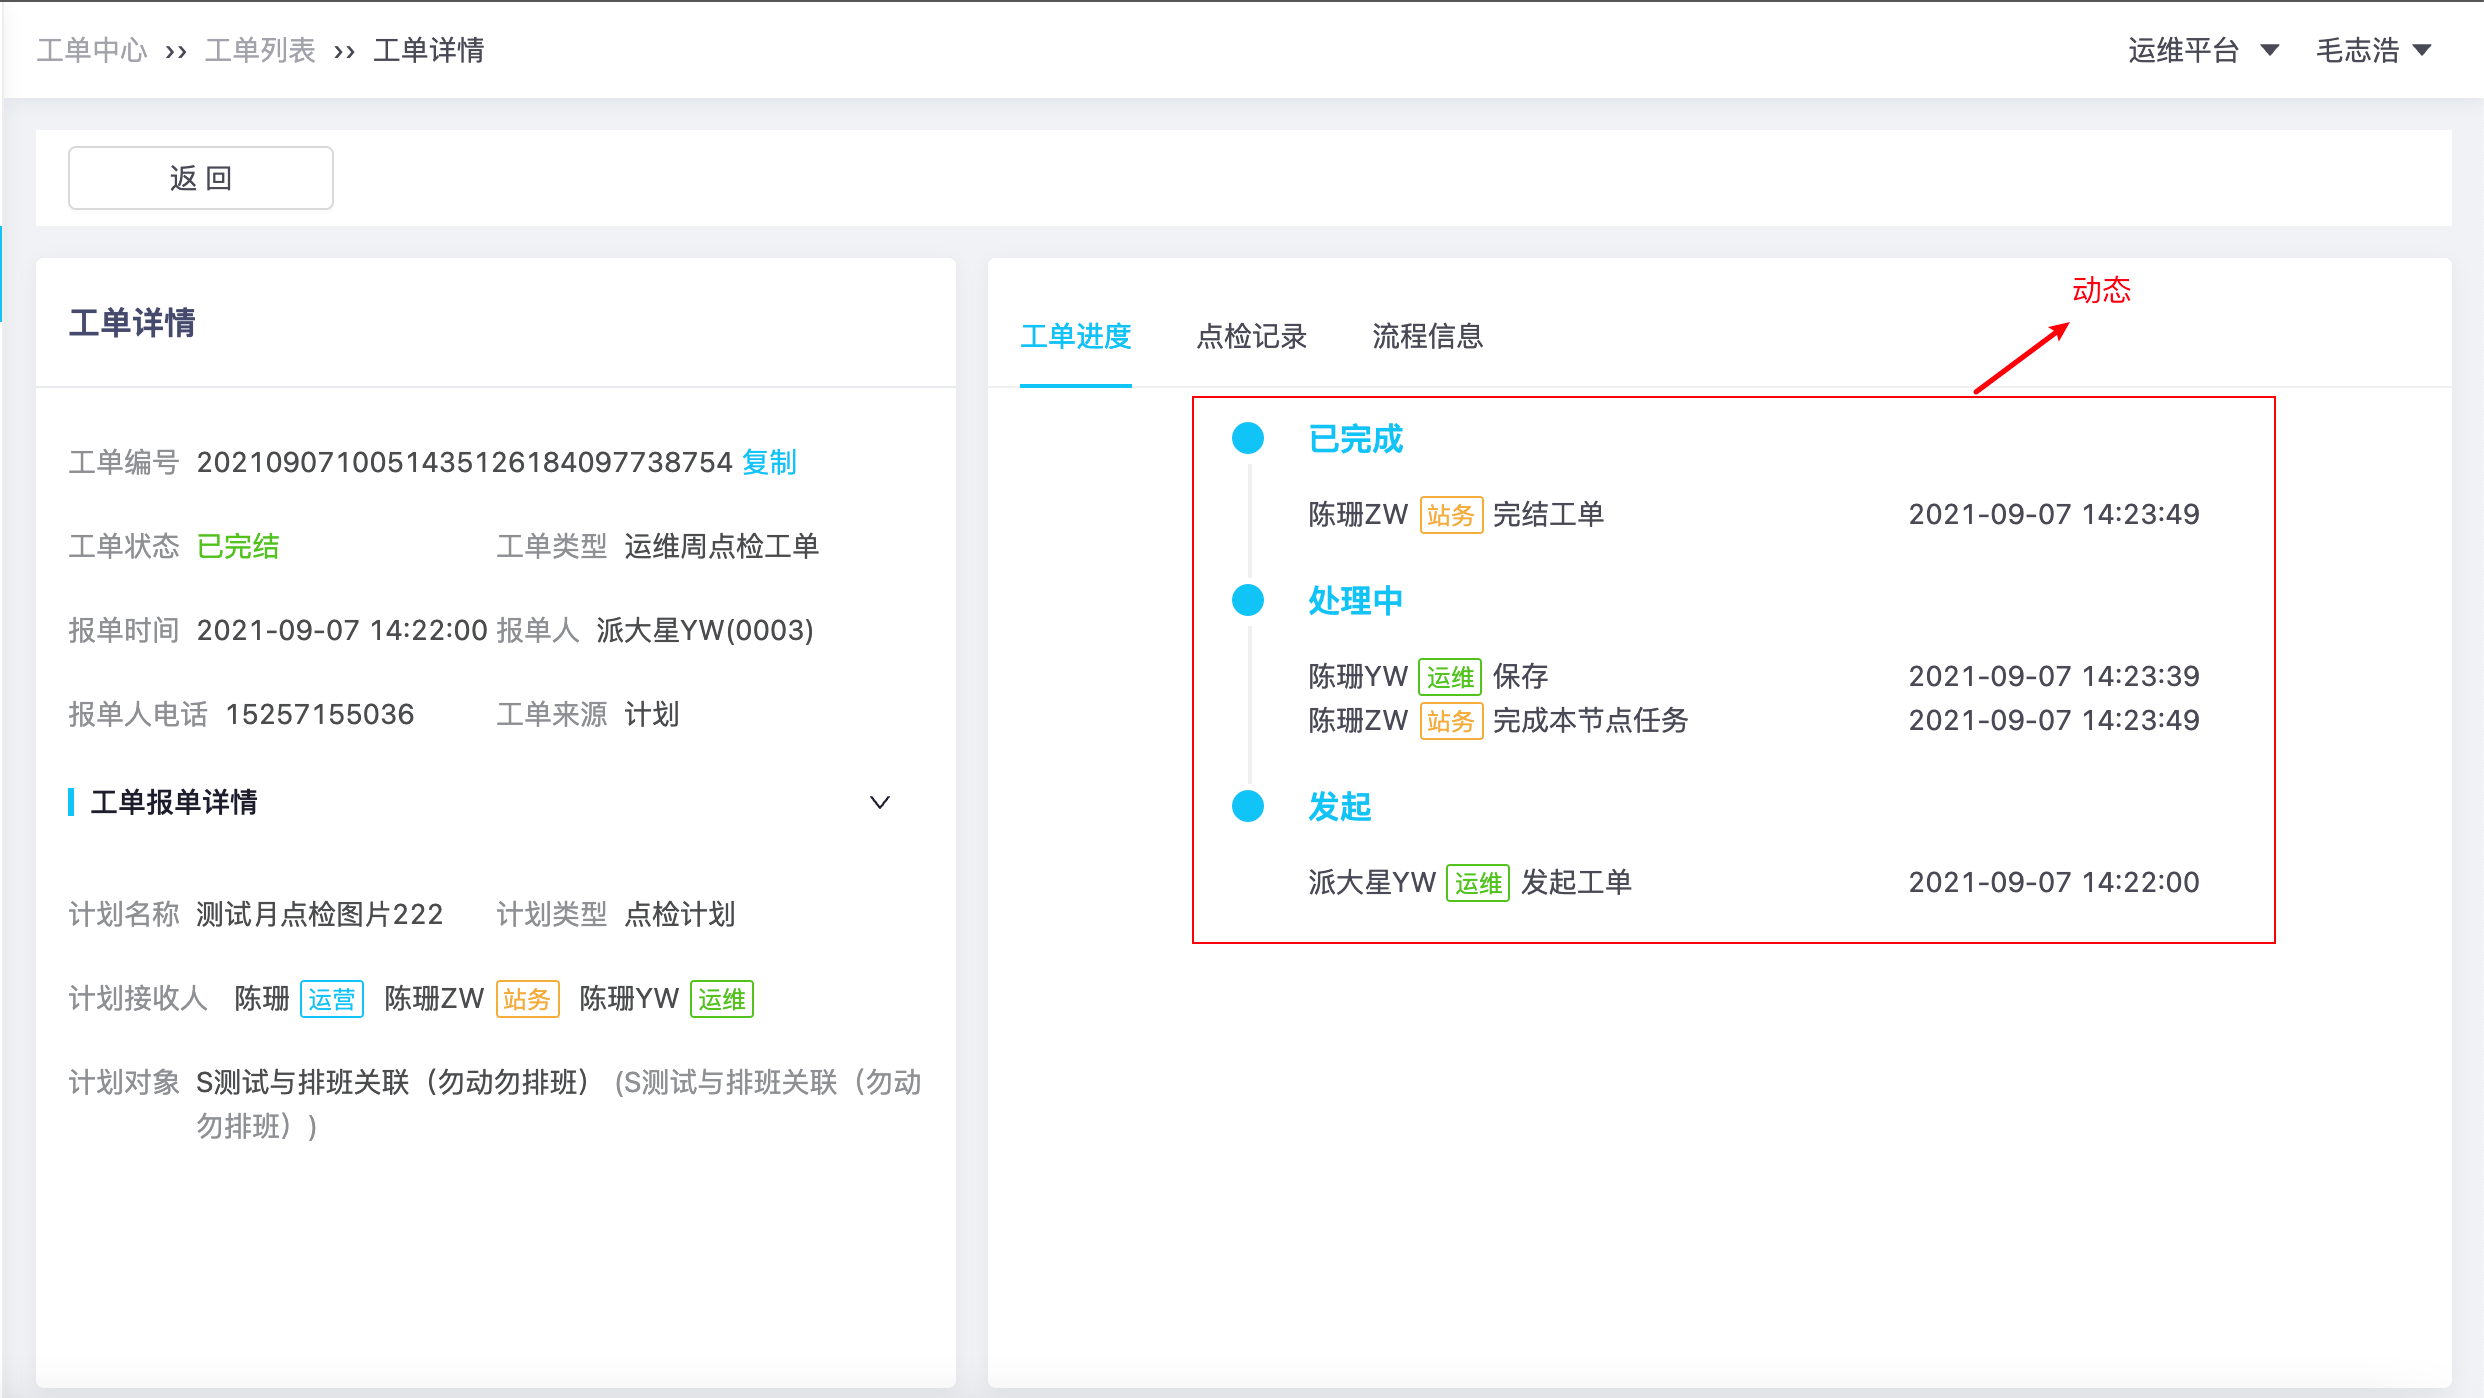 工单中心 ›› 工单列表 ›› 工单详情
运维平台 毛志浩
返 回
工单详情
工单编号 20210907100514351261840977387​54 复制
工单状态 已完结 工单类型 运维周点检工单
报单时间 2021-09-07 14:22:00 报单人 派大星YW(0003)
报单人电话 15257155036 工单来源 计划
工单报单详情
计划名称 测试月点检图片222 计划类型 点检计划
计划接收人 陈珊 运营 陈珊ZW 站务 陈珊YW 运维
计划对象 S测试与排班关联（勿动勿排班） (S测试与排班关联（勿动
勿排班）)
动态
工单进度 点检记录 流程信息
已完成
陈珊ZW 站务 完结工单 2021-09-07 14:23:49
处理中
陈珊YW 运维 保存 2021-09-07 14:23:39
陈珊ZW 站务 完成本节点任务 2021-09-07 14:23:49
发起
派大星YW 运维 发起工单 2021-09-07 14:22:00